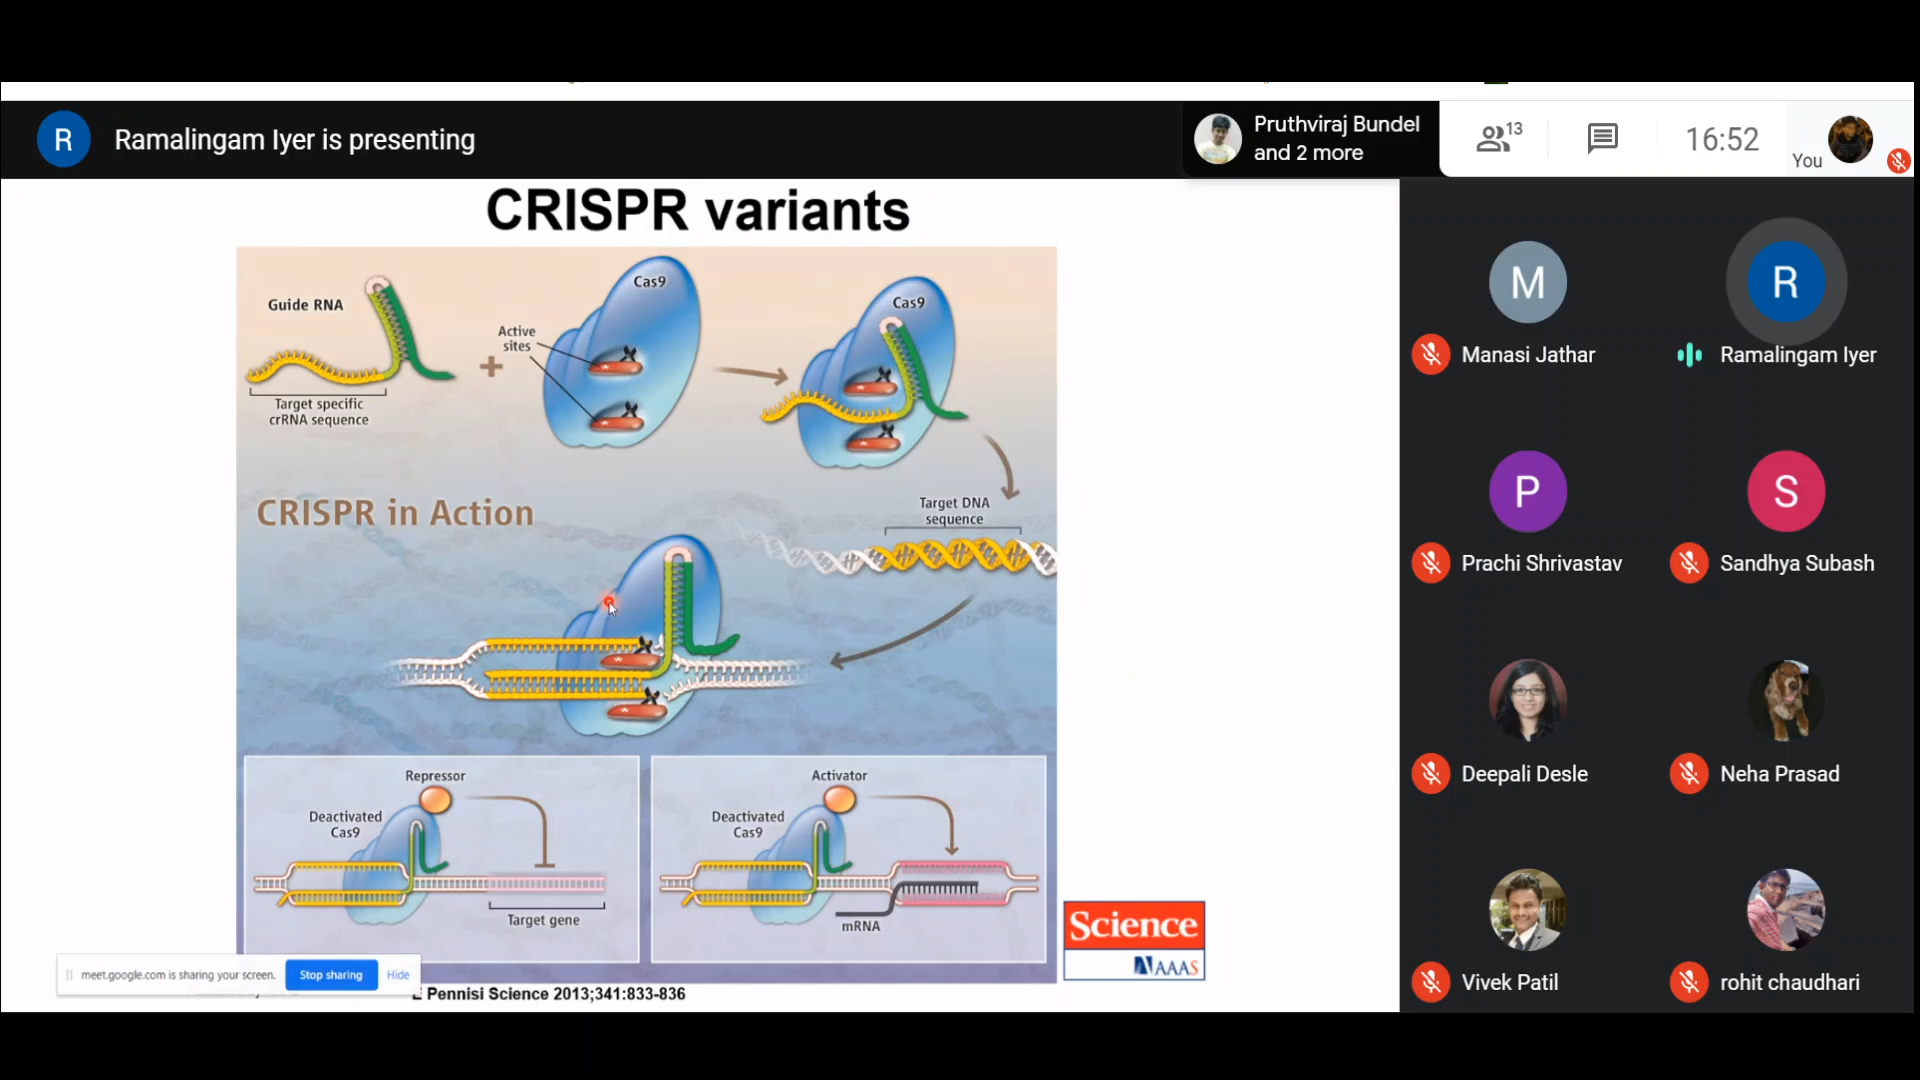 R
Ramalingam Iyer is presenting
Pruthviraj Bundel
and 2 more
13
16:52
You
CRISPR variants
Guide RNA
Target specific
crRNA sequence
Active
sites
Cas9
Cas9
CRISPR in Action
Target DNA
sequence
Repressor
Deactivated
Cas9
Target gene
Activator
Deactivated
Cas9
mRNA
Science
AAAS
meet.google.com is sharing your screen.
Stop sharing
Hide
E Pennisi Science 2013;341:833-836
M
Manasi Jathar
R
Ramalingam Iyer
P
Prachi Shrivastav
S
Sandhya Subash
Deepali Desle
Neha Prasad
Vivek Patil
rohit chaudhari